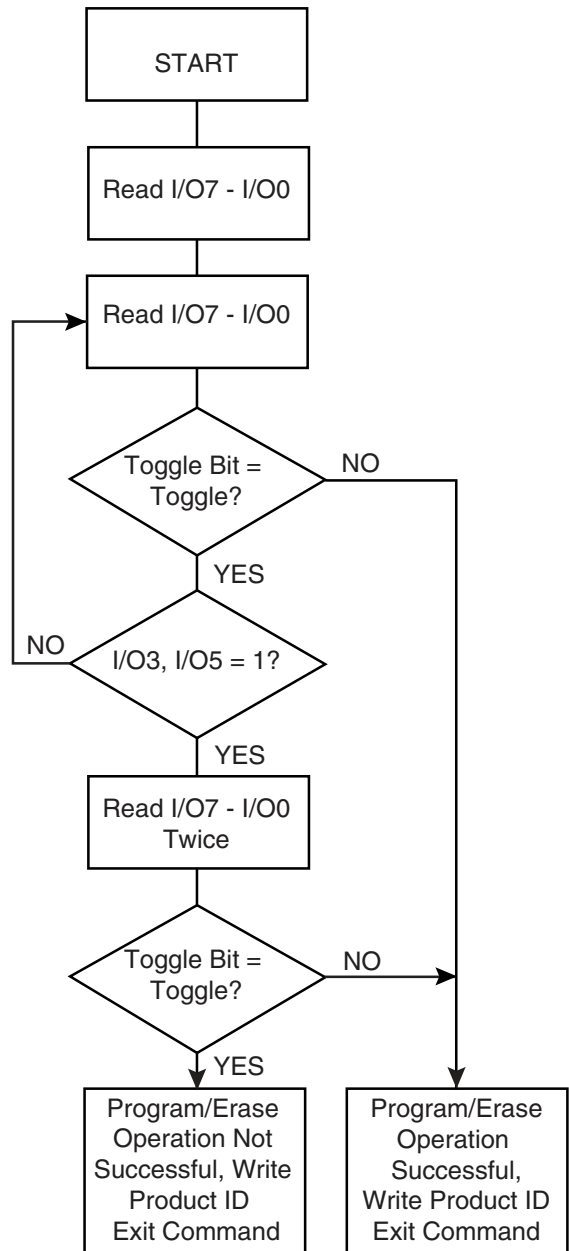 START
Read I/O7 - I/O0
Read I/O7 - I/O0
Toggle Bit =
Toggle?
NO
YES
NO
I/O3, I/O5 = 1?
YES
Read I/O7 - I/O0
Twice
Toggle Bit =
Toggle?
NO
YES
Program/Erase
Operation Not
Successful, Write
Product ID
Exit Command
Program/Erase
Operation
Successful,
Write Product ID
Exit Command